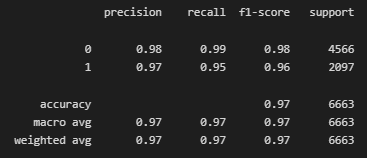 precision recall f1-score support
0 0.98 0.99 0.98 4566
1 0.97 0.95 0.96 2097
accuracy 0.97 6663
macro avg 0.97 0.97 0.97 6663
weighted avg 0.97 0.97 0.97 6663